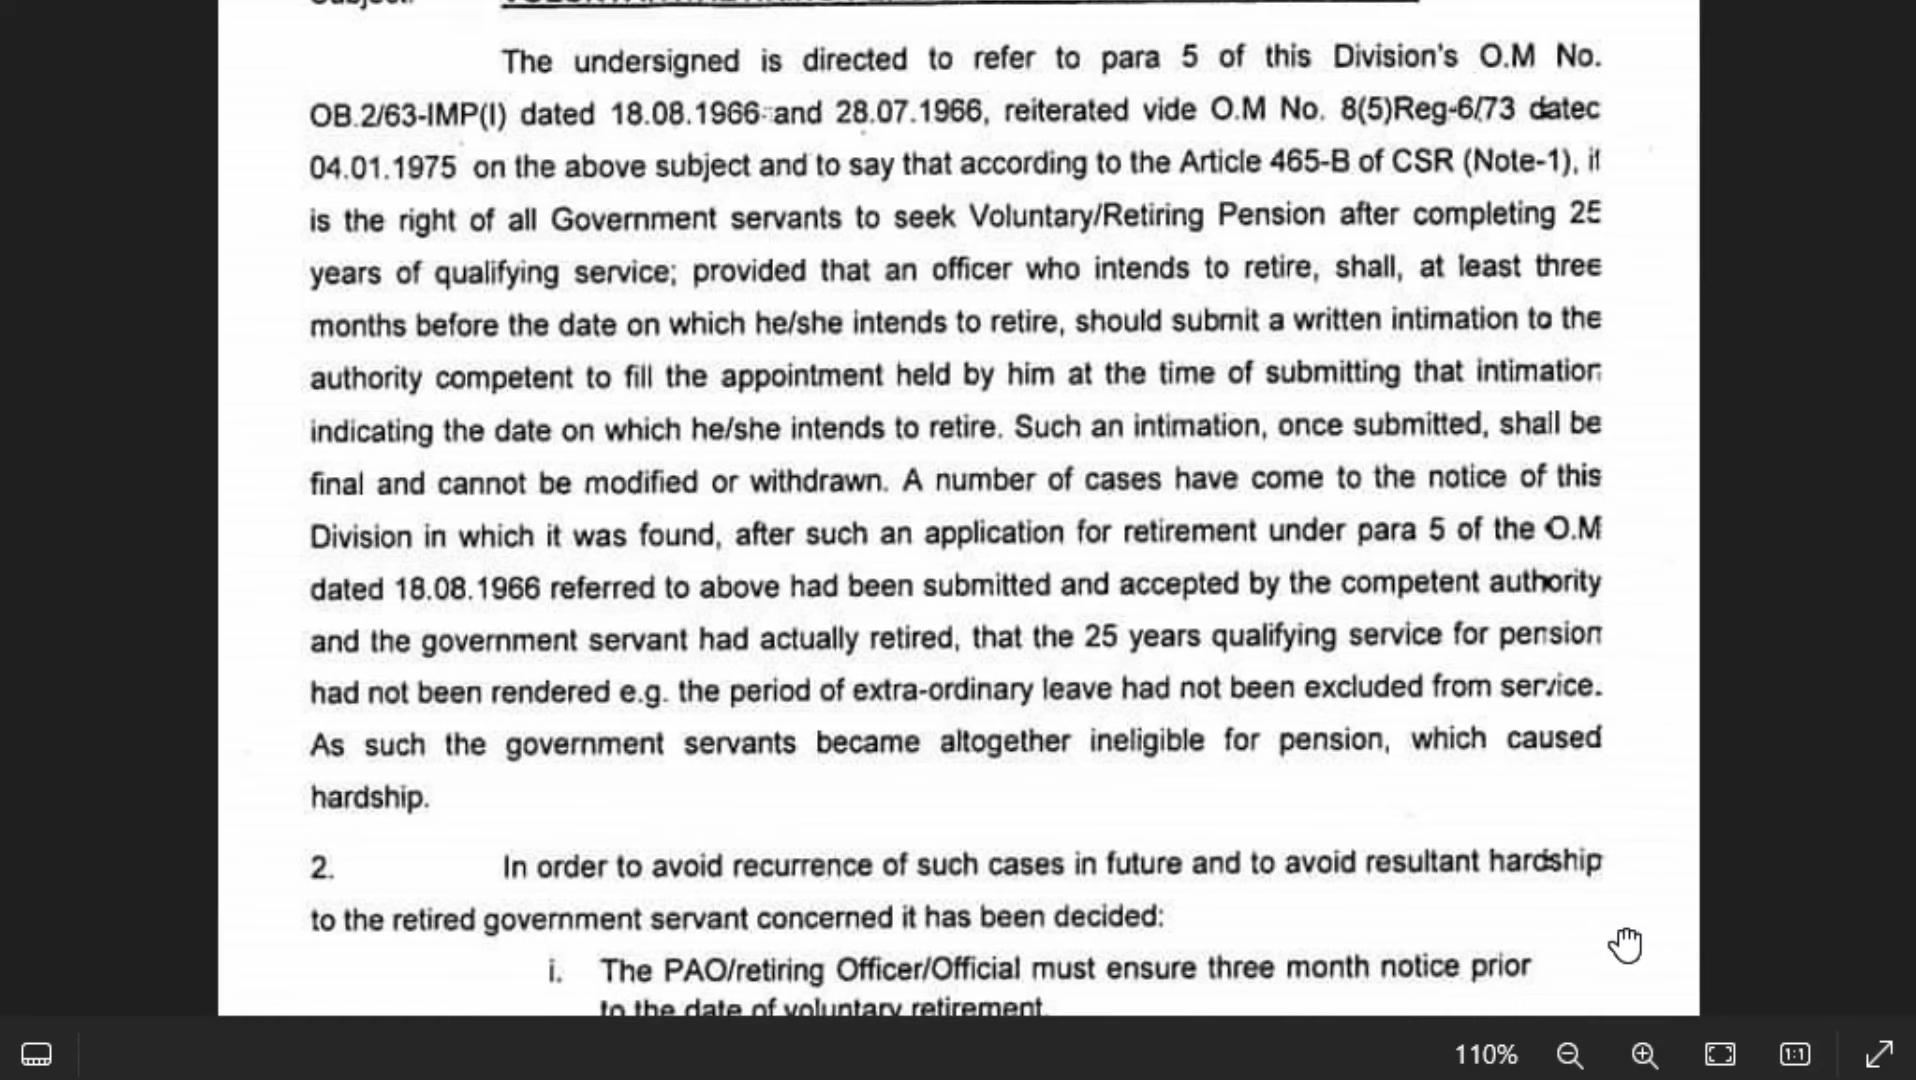 The undersigned is directed to refer to para 5 of this Division's O.M No.
OB.2/63-IMP(I) dated 18.08.1966 and 28.07.1966, reiterated vide O.M No. 8(5)Reg-6/73 datec
04.01.1975 on the above subject and to say that according to the Article 465-B of CSR (Note-1), it
is the right of all Government servants to seek Voluntary/Retiring Pension after completing 25
years of qualifying service; provided that an officer who intends to retire, shall, at least three
months before the date on which he/she intends to retire, should submit a written intimation to the
authority competent to fill the appointment held by him at the time of submitting that intimation
indicating the date on which he/she intends to retire. Such an intimation, once submitted, shall be
final and cannot be modified or withdrawn. A number of cases have come to the notice of this
Division in which it was found, after such an application for retirement under para 5 of the O.M
dated 18.08.1966 referred to above had been submitted and accepted by the competent authority
and the government servant had actually retired, that the 25 years qualifying service for pension
had not been rendered e.g. the period of extra-ordinary leave had not been excluded from service.
As such the government servants became altogether ineligible for pension, which caused
hardship.
2. In order to avoid recurrence of such cases in future and to avoid resultant hardship
to the retired government servant concerned it has been decided:
i. The PAO/retiring Officer/Official must ensure three month notice prior
to the date of voluntary retirement.
110%
1:1